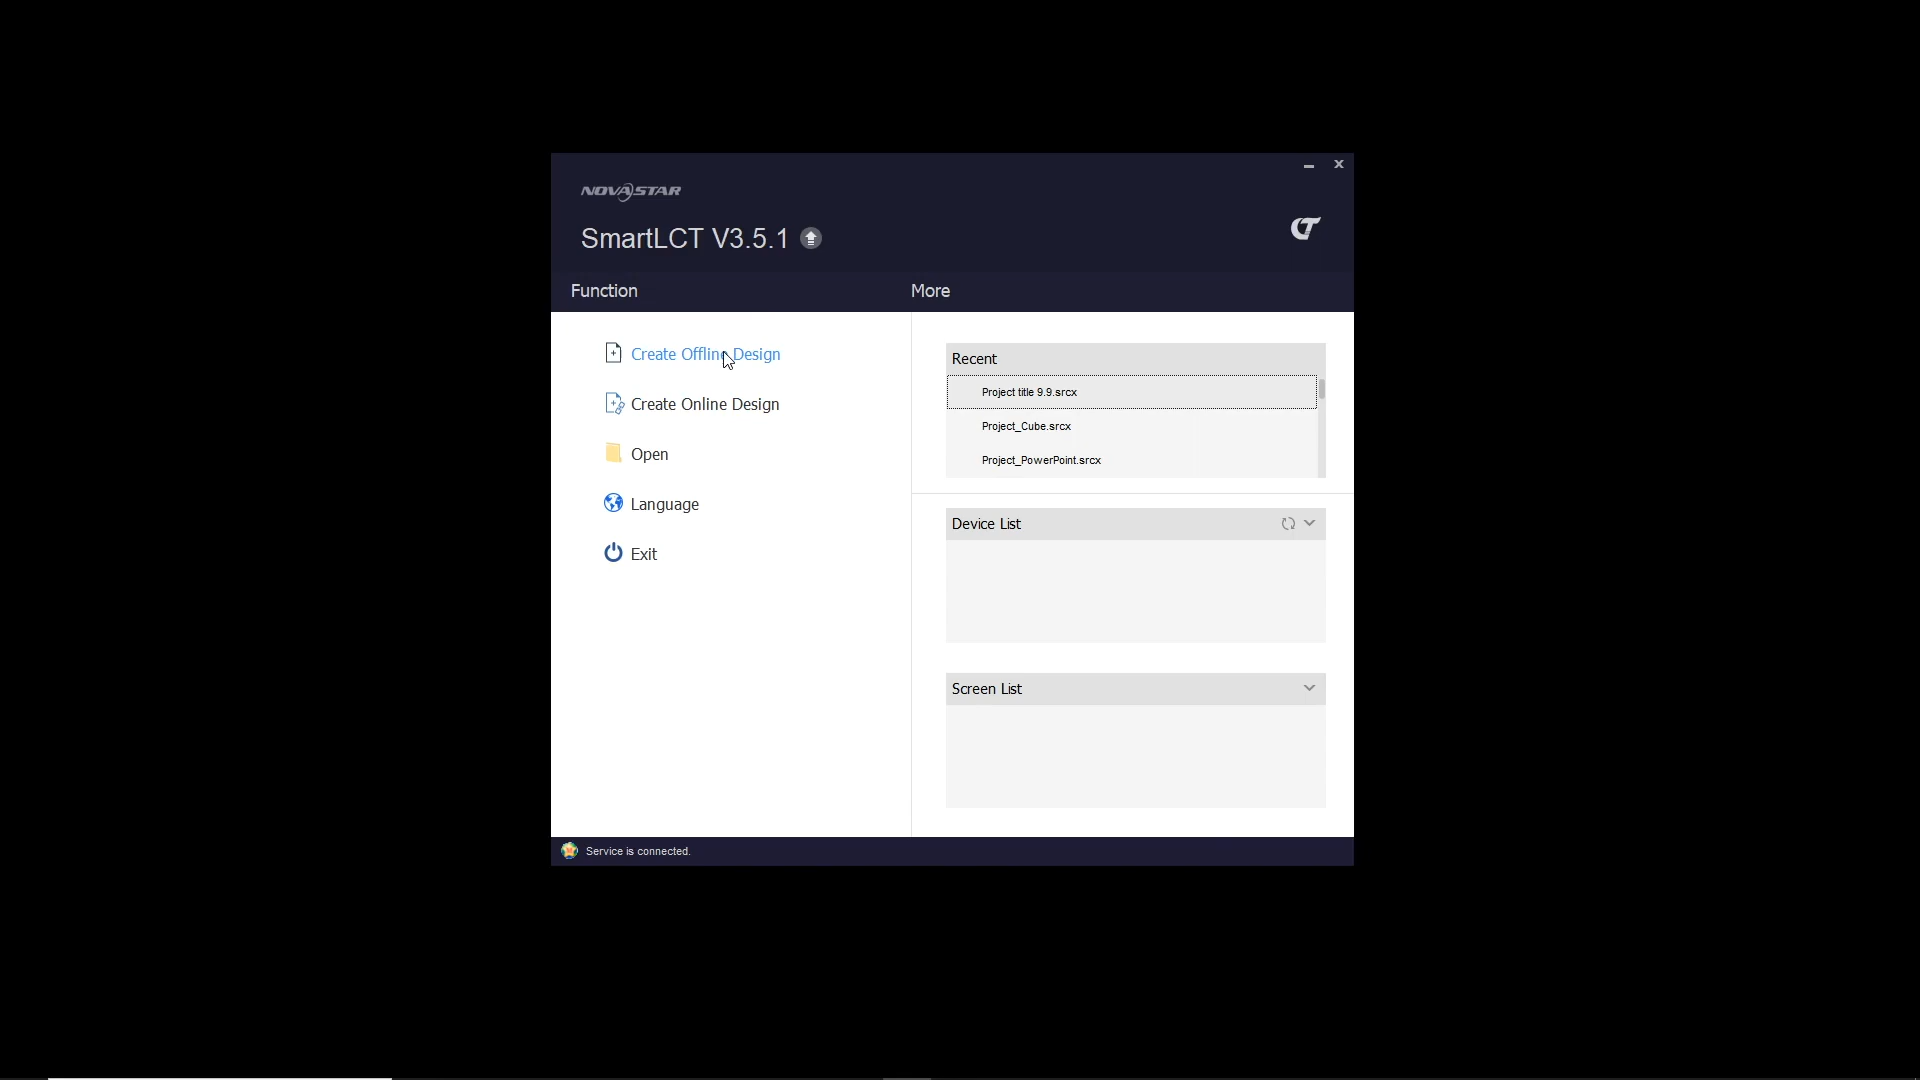 NOVASTAR
SmartLCT V3.5.1
Function
More
Create Offline Design
Create Online Design
Open
Language
Exit
Recent
Project title 9.9.srcx
Project_Cube.srcx
Project_PowerPoint.srcx
Device List
Screen List
Service is connected.